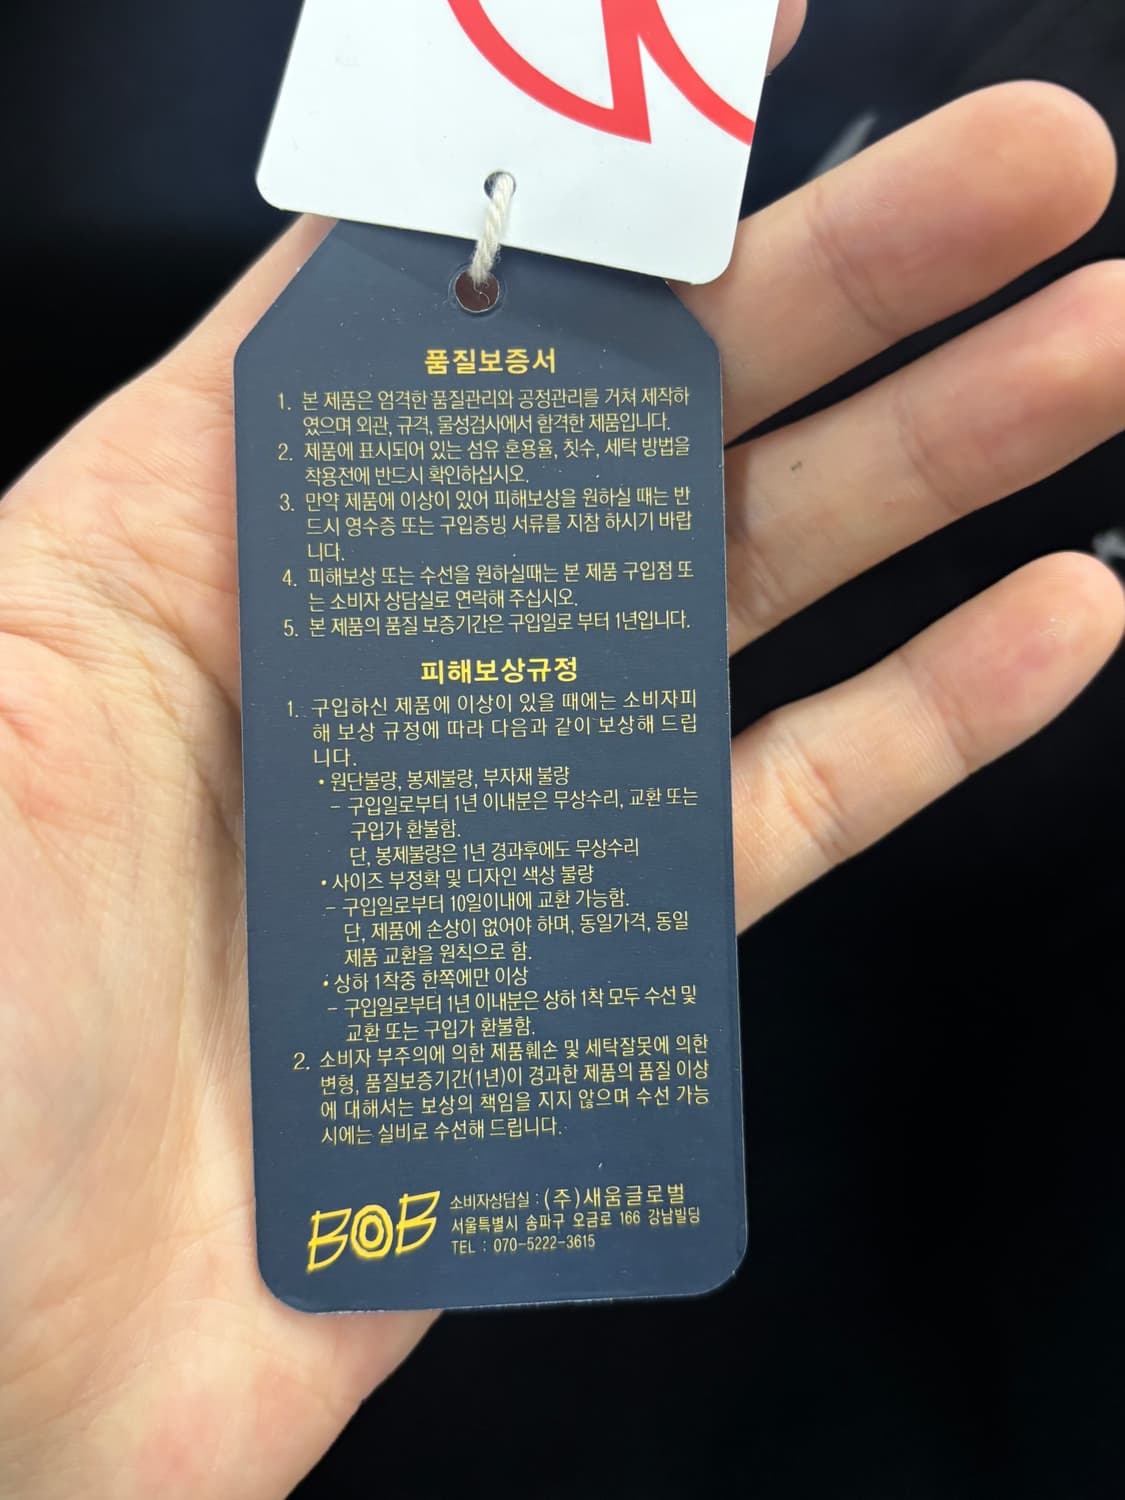 품질보증서
1. 본 제품은 엄격한 품질관리와 공정관리를 거쳐 제작하
였으며 외관, 규격, 물성검사에서 합격한 제품입니다.
2. 제품에 표시되어 있는 섬유 혼용율, 칫수, 세탁 방법을
착용전에 반드시 확인하십시오.
3. 만약 제품에 이상이 있어 피해보상을 원하실 때는 반
드시 영수증 또는 구입증빙 서류를 지참 하시기 바랍
니다.
4. 피해보상 또는 수선을 원하실때는 본 제품 구입점 또
는 소비자 상담실로 연락해 주십시오.
5. 본 제품의 품질 보증기간은 구입일로 부터 1년입니다.
피해보상규정
1. 구입하신 제품에 이상이 있을 때에는 소비자피
해 보상 규정에 따라 다음과 같이 보상해 드립
니다.
• 원단불량, 봉제불량, 부자재 불량
- 구입일로부터 1년 이내분은 무상수리, 교환 또는
구입가 환불함.
단, 봉제불량은 1년 경과후에도 무상수리
• 사이즈 부정확 및 디자인 색상 불량
- 구입일로부터 10일이내에 교환 가능함.
단, 제품에 손상이 없어야 하며, 동일가격, 동일
제품 교환을 원칙으로 함.
• 상하 1착중 한쪽에만 이상
- 구입일로부터 1년 이내분은 상하 1착 모두 수선 및
교환 또는 구입가 환불함.
2. 소비자 부주의에 의한 제품훼손 및 세탁잘못에 의한
변형, 품질보증기간(1년)이 경과한 제품의 품질 이상
에 대해서는 보상의 책임을 지지 않으며 수선 가능
시에는 실비로 수선해 드립니다.
BOB
소비자상담실 : (주)새움글로벌
서울특별시 송파구 오금로 166 강남빌딩
TEL : 070-5222-3615